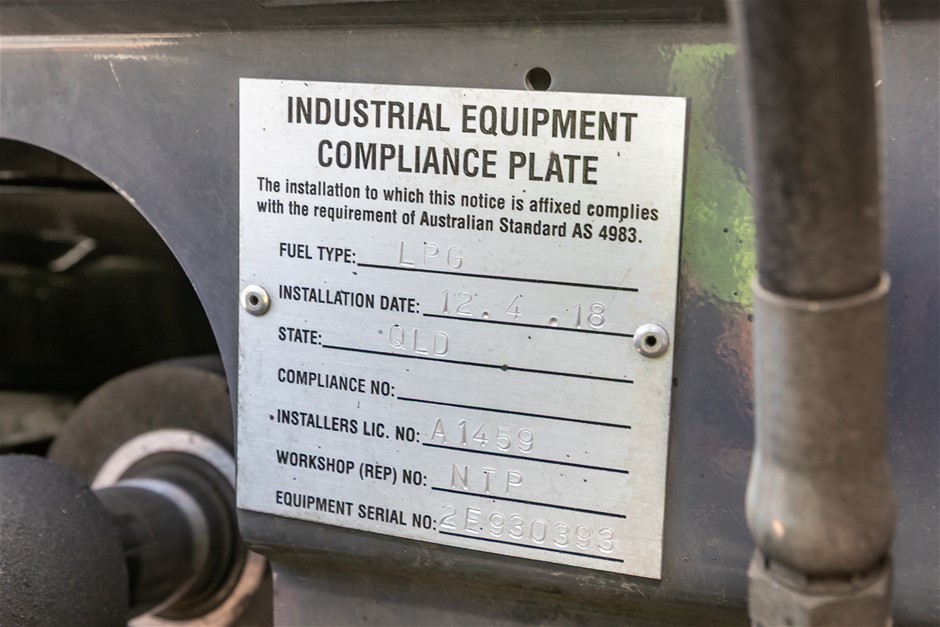 INDUSTRIAL EQUIPMENT
COMPLIANCE PLATE
The installation to which this notice is affixed complies
with the requirement of Australian Standard AS 4983.
FUEL TYPE: LPG
INSTALLATION DATE: 12.4.18
STATE: QLD
COMPLIANCE NO:
INSTALLERS LIC. NO: A1459
WORKSHOP (REP) NO: NTP
EQUIPMENT SERIAL NO: 2E930393